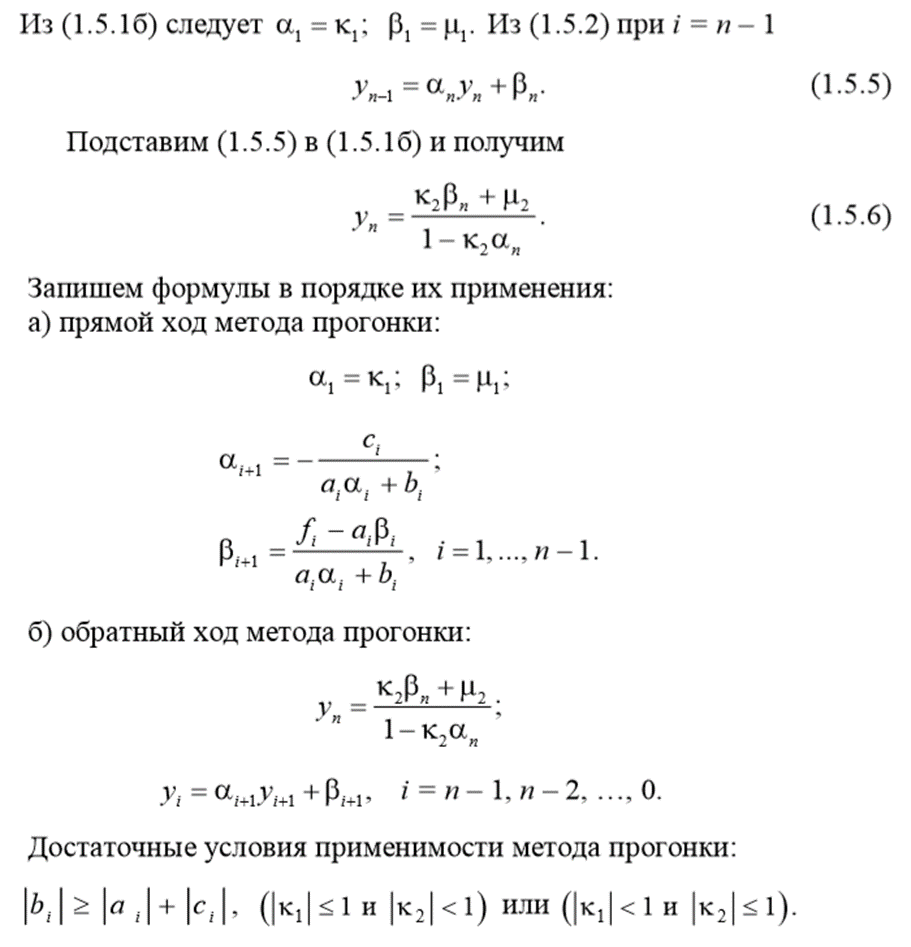 Из (1.5.1б) следует α₁ = κ₁; β₁ = μ₁. Из (1.5.2) при i = n – 1
yₙ₋₁ = αₙyₙ + βₙ. (1.5.5)
Подставим (1.5.5) в (1.5.1б) и получим
yₙ = (κ₂βₙ + μ₂) / (1 − κ₂αₙ). (1.5.6)
Запишем формулы в порядке их применения:
а) прямой ход метода прогонки:
α₁ = κ₁; β₁ = μ₁;
αᵢ₊₁ = − cᵢ / (aᵢαᵢ + bᵢ);
βᵢ₊₁ = (fᵢ − aᵢβᵢ) / (aᵢαᵢ + bᵢ), i = 1, ..., n − 1.
б) обратный ход метода прогонки:
yₙ = (κ₂βₙ + μ₂) / (1 − κ₂αₙ);
yᵢ = αᵢ₊₁yᵢ₊₁ + βᵢ₊₁, i = n – 1, n – 2, …, 0.
Достаточные условия применимости метода прогонки:
|bᵢ| ≥ |a ᵢ| + |cᵢ|, (|κ₁| ≤ 1 и |κ₂| < 1) или (|κ₁| < 1 и |κ₂| ≤ 1).